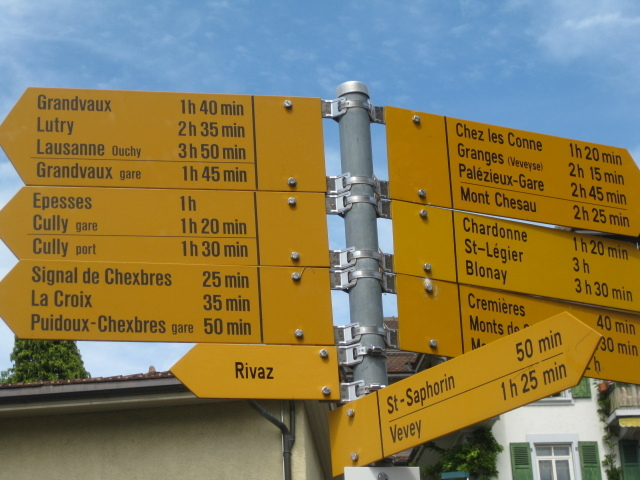 Grandvaux 1h 40 min
Lutry 2h 35 min
Lausanne Ouchy 3h 50 min
Grandvaux gare 1h 45 min
Epesses 1h
Cully gare 1h 20 min
Cully port 1h 30 min
Signal de Chexbres 25 min
La Croix 35 min
Puidoux-Chexbres gare 50 min
Rivaz
Chez les Conne 1h 20 min
Granges (Veveyse) 2h 15 min
Palézieux-Gare 2h 45 min
Mont Chesau 2h 25 min
Chardonne 1h 20 min
St-Légier 3h
Blonay 3h 30 min
Cremières 40 min
Monts de 30 min
St-Saphorin 50 min
Vevey 1h 25 min